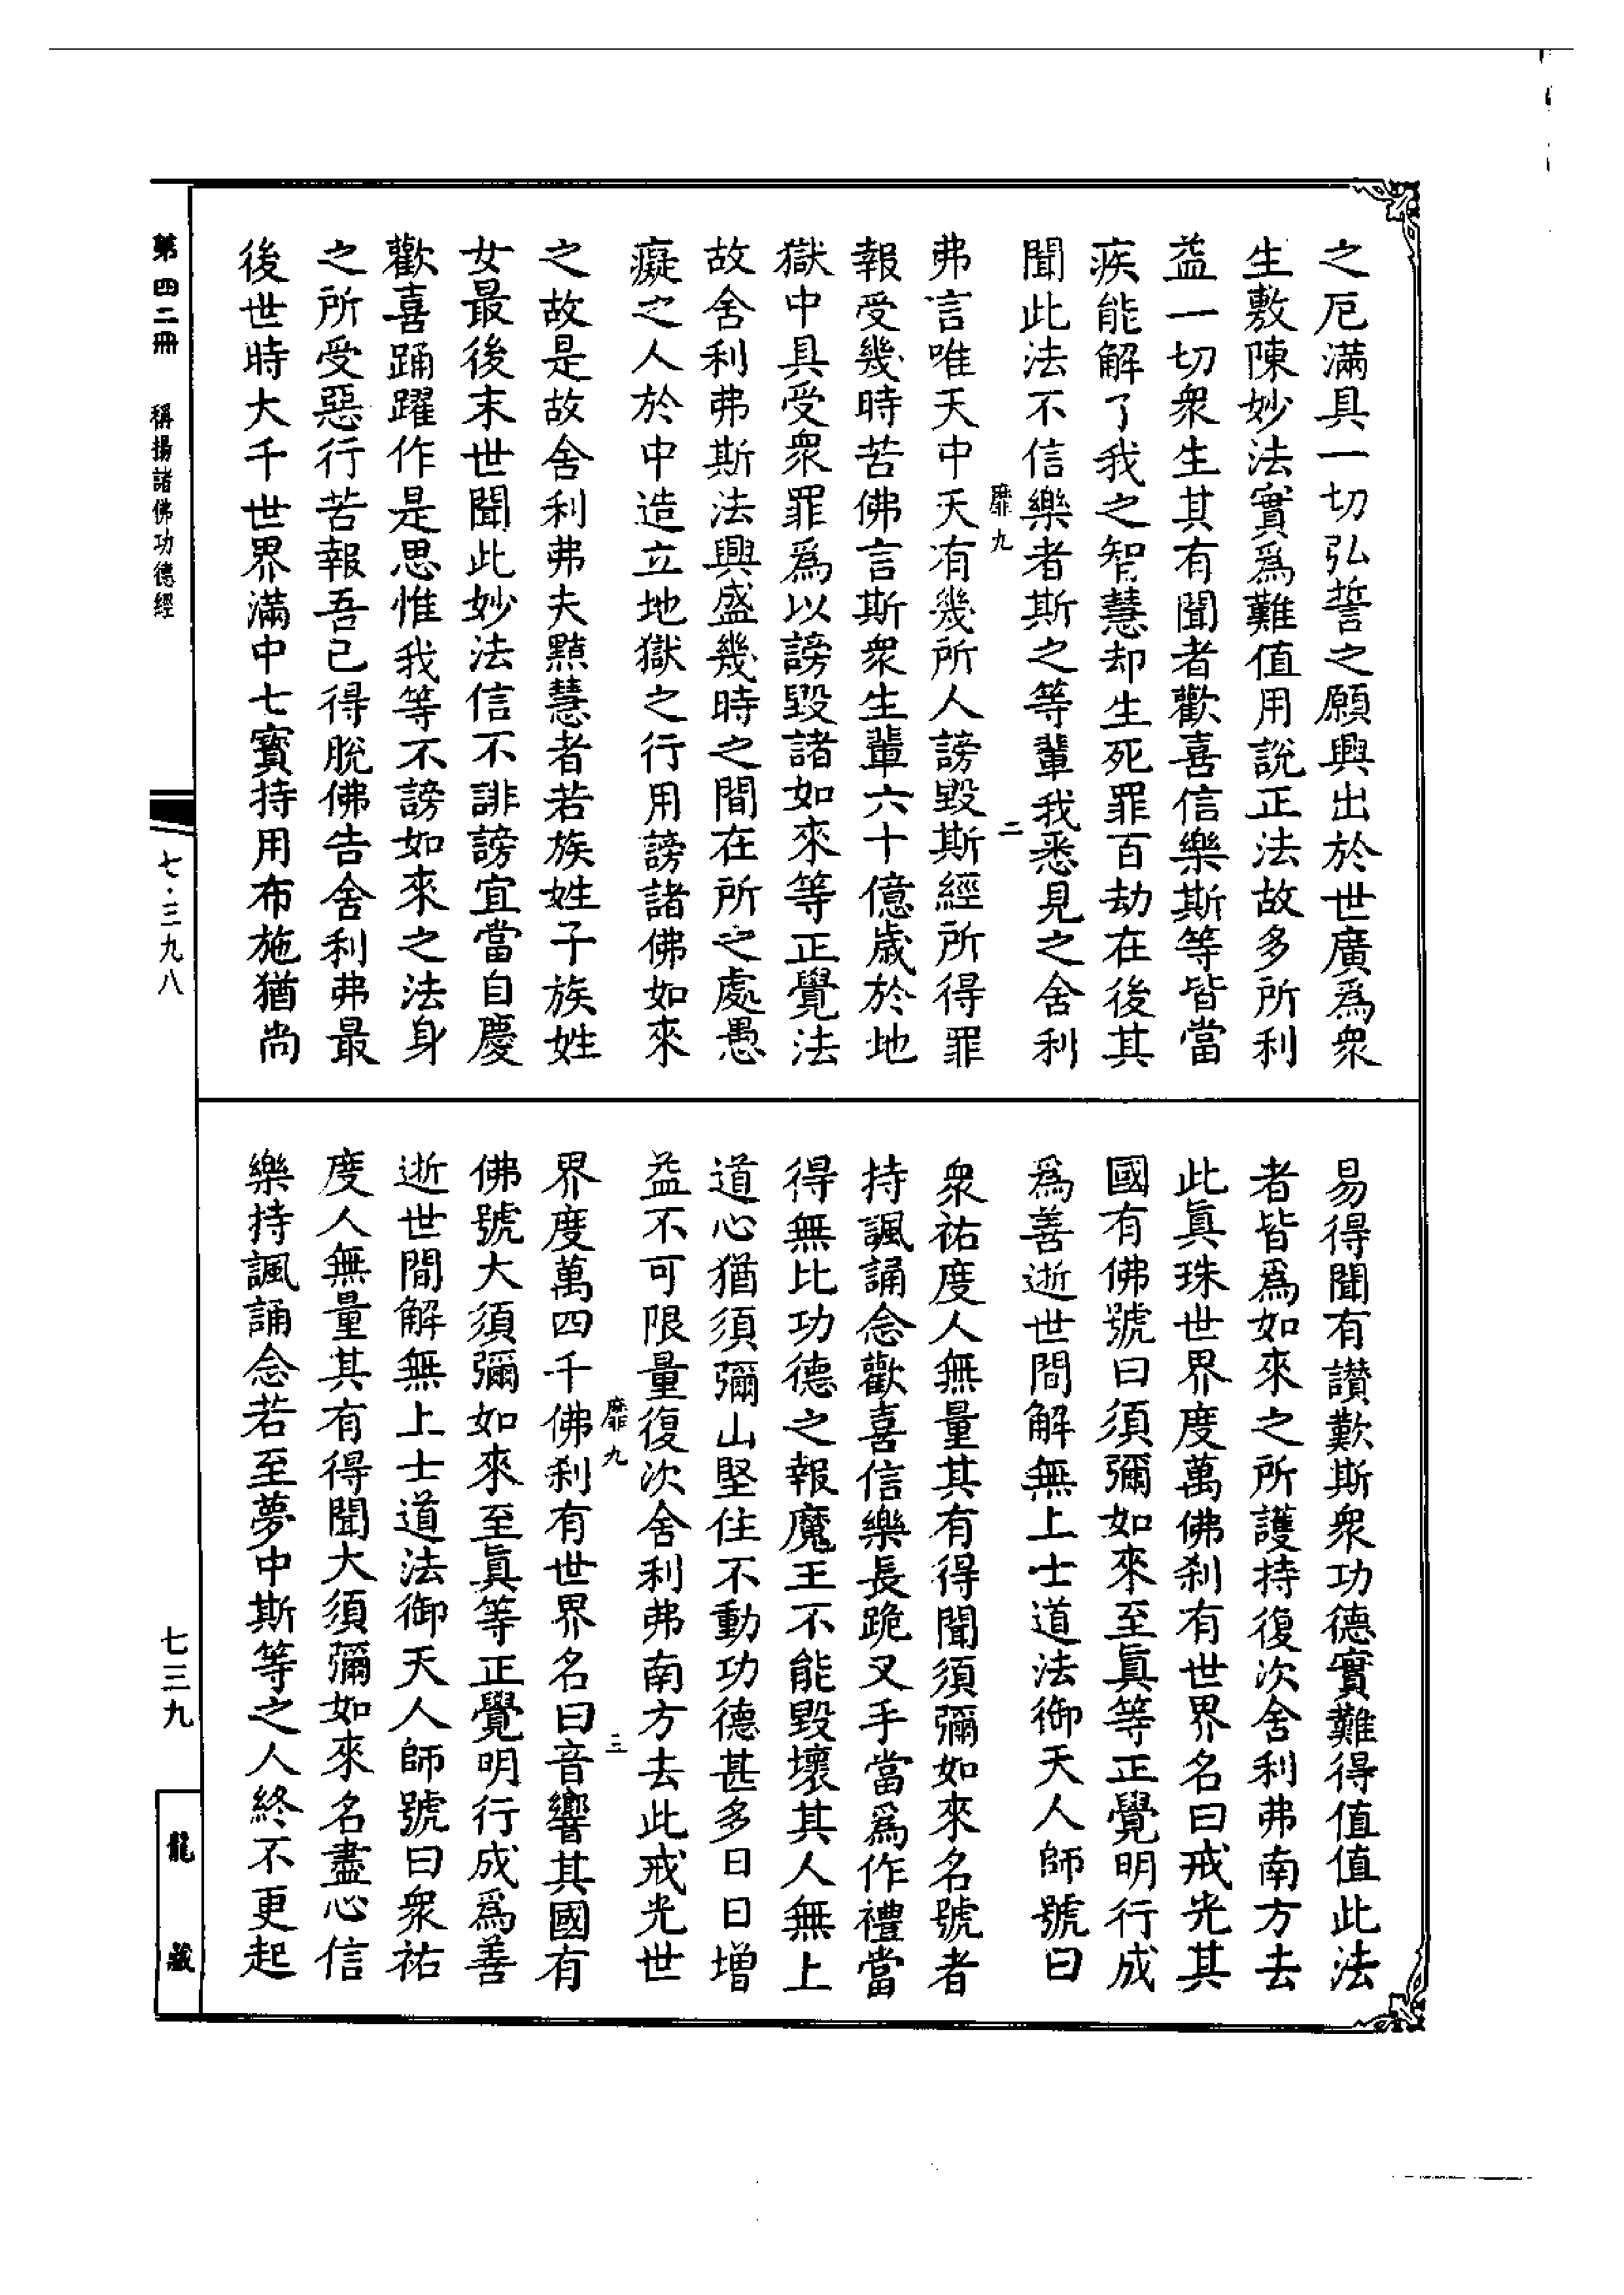 之厄滿具一切弘誓之願興出於世廣爲衆
生敷陳妙法實爲難值用說正法故多所利
益一切衆生其有聞者歡喜信樂斯等皆當
疾能解了我之智慧却生死罪百劫在後其
聞此法不信樂者斯之等輩我悉見之舍利
靡九 二
弗言唯天中天有幾所人謗毀斯經所得罪
報受幾時苦佛言斯衆生輩六十億歲於地
獄中具受衆罪爲以謗毀諸如來等正覺法
故舍利弗斯法興盛幾時之間在所之處愚
癡之人於中造立地獄之行用謗諸佛如來
之故是故舍利弗夫黠慧者若族姓子族姓
女最後末世聞此妙法信不誹謗宜當自慶
歡喜踊躍作是思惟我等不謗如來之法身
之所受惡行苦報吾已得脫佛告舍利弗最
後世時大千世界滿中七寶持用布施猶尚
易得聞有讚歎斯衆功德實難得值值此法
者皆爲如來之所護持復次舍利弗南方去
此眞珠世界度萬佛刹有世界名曰戒光其
國有佛號曰須彌如來至眞等正覺明行成
爲善逝世間解無上士道法御天人師號曰
衆祐度人無量其有得聞須彌如來名號者
持諷誦念歡喜信樂長跪叉手當爲作禮當
得無比功德之報魔王不能毀壞其人無上
道心猶須彌山堅住不動功德甚多日日增
益不可限量復次舍利弗南方去此戒光世
靡九 三
界度萬四千佛刹有世界名曰音響其國有
佛號大須彌如來至眞等正覺明行成爲善
逝世間解無上士道法御天人師號曰衆祐
度人無量其有得聞大須彌如來名盡心信
樂持諷誦念若至夢中斯等之人終不更起
第四二冊 稱揚諸佛功德經
七·三九八
七三九
龍藏